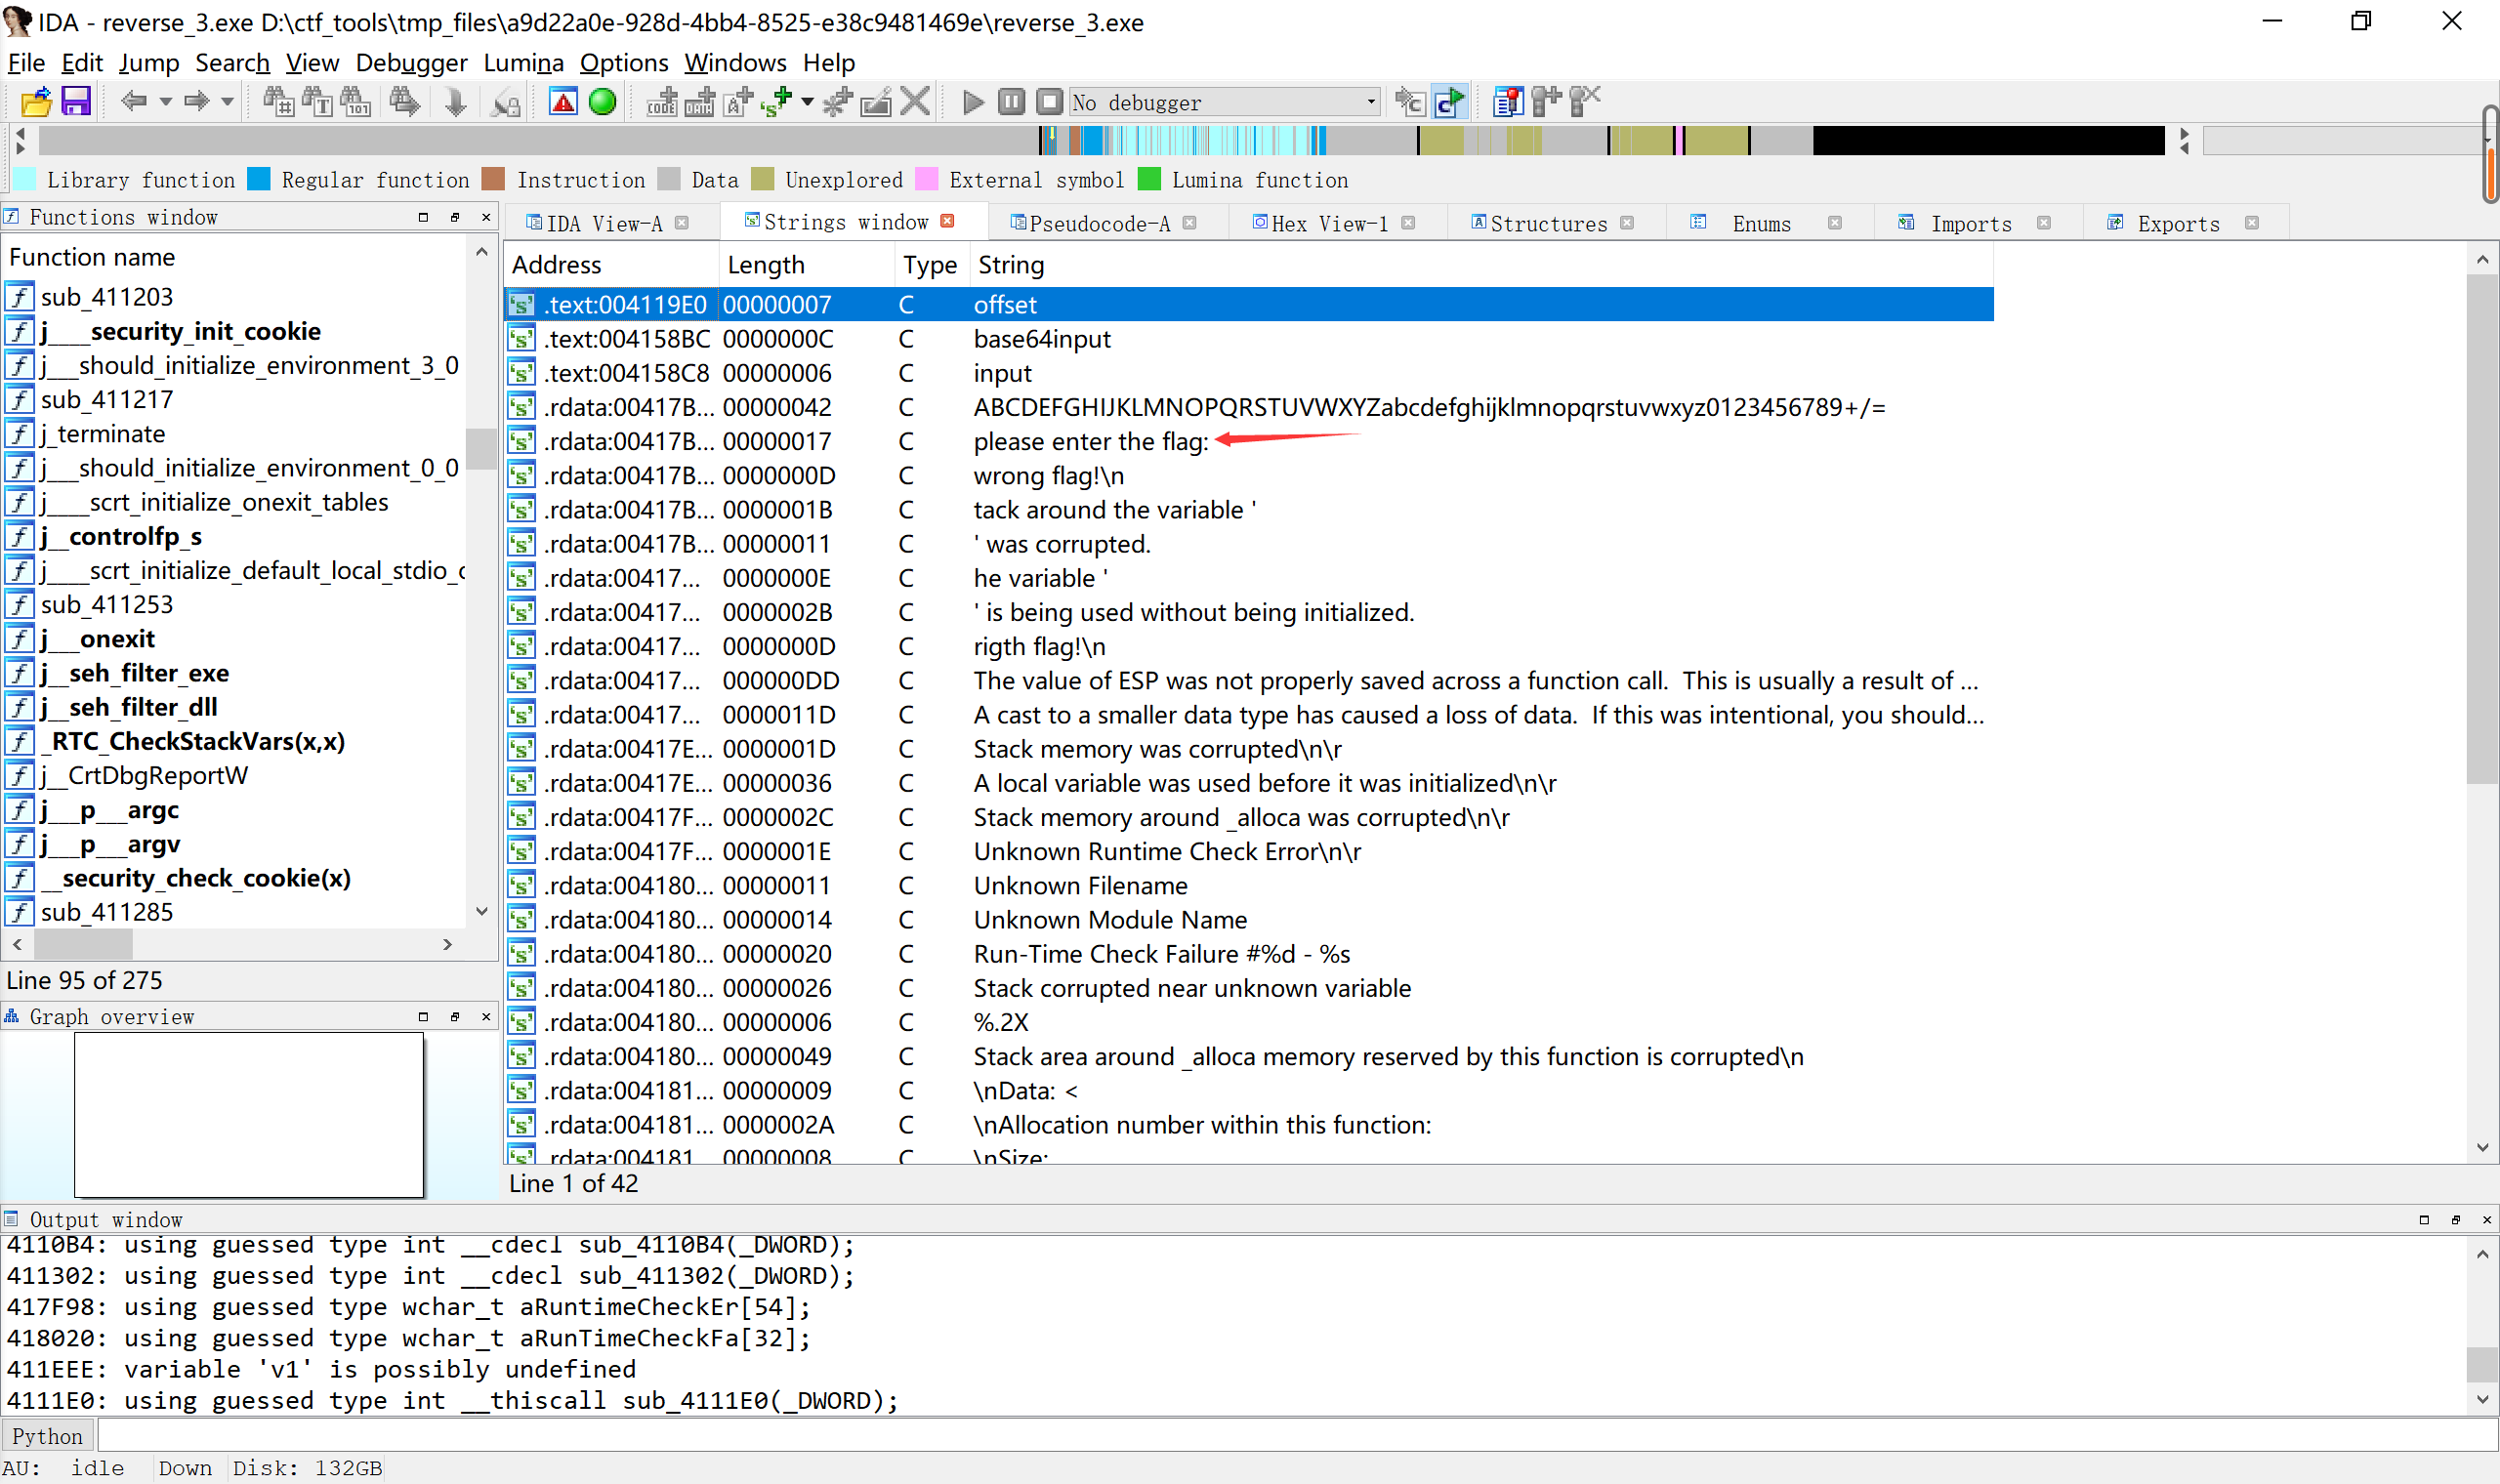 IDA - reverse_3.exe D:\ctf_tools\tmp_files\a9d22a0e-928d-4bb4-8525-e38c9481469e\reverse_3.exe
File Edit Jump Search View Debugger Lumina Options Windows Help
No debugger
Library function Regular function Instruction Data Unexplored External symbol Lumina function
Functions window
IDA View-A Strings window Pseudocode-A Hex View-1 Structures Enums Imports Exports
Function name
sub_411203
j____security_init_cookie
j___should_initialize_environment_3_0
sub_411217
j_terminate
j___should_initialize_environment_0_0
j____scrt_initialize_onexit_tables
j__controlfp_s
j____scrt_initialize_default_local_stdio_o
sub_411253
j___onexit
j__seh_filter_exe
j__seh_filter_dll
_RTC_CheckStackVars(x,x)
j__CrtDbgReportW
j___p___argc
j___p___argv
__security_check_cookie(x)
sub_411285
Line 95 of 275
Graph overview
Address Length Type String
.text:004119E0 00000007 C offset
.text:004158BC 0000000C C base64input
.text:004158C8 00000006 C input
.rdata:00417B... 00000042 C ABCDEFGHIJKLMNOPQRSTUVWXYZabcdefghijklmnopqrstuvwxyz0123456789+/=
.rdata:00417B... 00000017 C please enter the flag:
.rdata:00417B... 0000000D C wrong flag!\n
.rdata:00417B... 0000001B C tack around the variable '
.rdata:00417B... 00000011 C ' was corrupted.
.rdata:00417... 0000000E C he variable '
.rdata:00417... 0000002B C ' is being used without being initialized.
.rdata:00417... 0000000D C rigth flag!\n
.rdata:00417... 000000DD C The value of ESP was not properly saved across a function call.  This is usually a result of ...
.rdata:00417... 0000011D C A cast to a smaller data type has caused a loss of data.  If this was intentional, you should...
.rdata:00417E... 0000001D C Stack memory was corrupted\n\r
.rdata:00417E... 00000036 C A local variable was used before it was initialized\n\r
.rdata:00417F... 0000002C C Stack memory around _alloca was corrupted\n\r
.rdata:00417F... 0000001E C Unknown Runtime Check Error\n\r
.rdata:004180... 00000011 C Unknown Filename
.rdata:004180... 00000014 C Unknown Module Name
.rdata:004180... 00000020 C Run-Time Check Failure #%d - %s
.rdata:004180... 00000026 C Stack corrupted near unknown variable
.rdata:004180... 00000006 C %.2X
.rdata:004180... 00000049 C Stack area around _alloca memory reserved by this function is corrupted\n
.rdata:004181... 00000009 C \nData: <
.rdata:004181... 0000002A C \nAllocation number within this function:
.rdata:004181... 00000008 C \nSize:
Line 1 of 42
Output window
4110B4: using guessed type int __cdecl sub_4110B4(_DWORD);
411302: using guessed type int __cdecl sub_411302(_DWORD);
417F98: using guessed type wchar_t aRuntimeCheckEr[54];
418020: using guessed type wchar_t aRunTimeCheckFa[32];
411EEE: variable 'v1' is possibly undefined
4111E0: using guessed type int __thiscall sub_4111E0(_DWORD);
Python
AU: idle Down Disk: 132GB